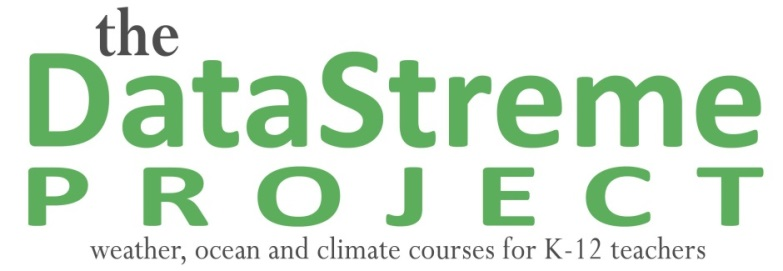 the
DataStreme
PROJECT
weather, ocean and climate courses for K-12 teachers